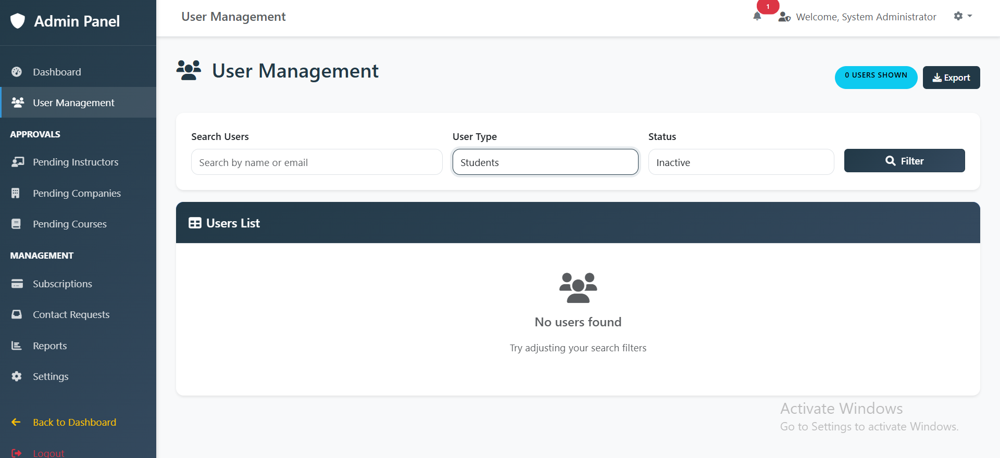 Admin Panel
Dashboard
User Management
APPROVALS
Pending Instructors
Pending Companies
Pending Courses
MANAGEMENT
Subscriptions
Contact Requests
Reports
Settings
Back to Dashboard
Logout
User Management
1
Welcome, System Administrator
User Management
0 USERS SHOWN
Export
Search Users
User Type
Status
Search by name or email
Students
Inactive
Filter
Users List
No users found
Try adjusting your search filters
Activate Windows
Go to Settings to activate Windows.